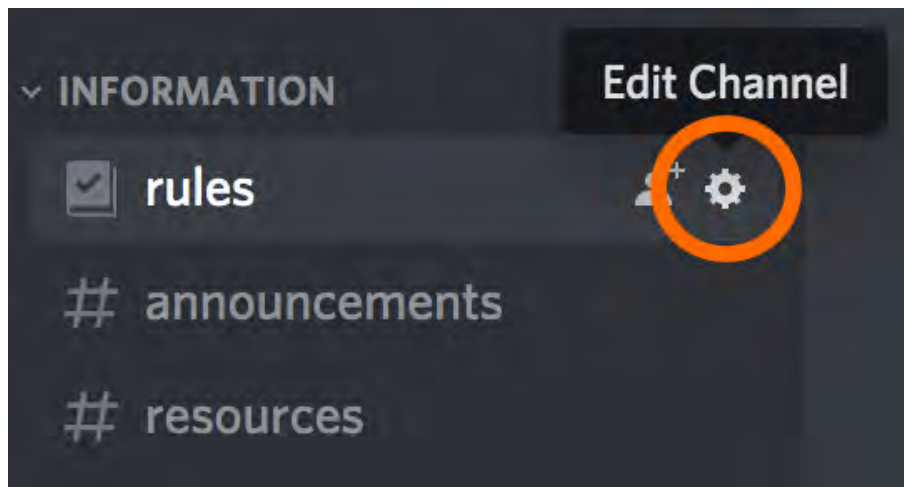 INFORMATION
Edit Channel
rules
# announcements
# resources